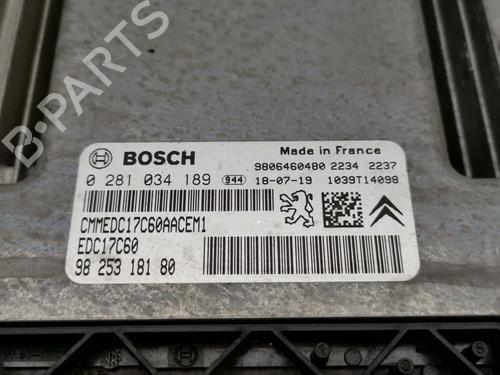 BOSCH
Made in France
9806460480 2234 2237
0 281 034 189 944 18-07-19 1039T14098
CMMEDC17C60AACEM1
EDC17C60
98 253 181 80
B-Parts